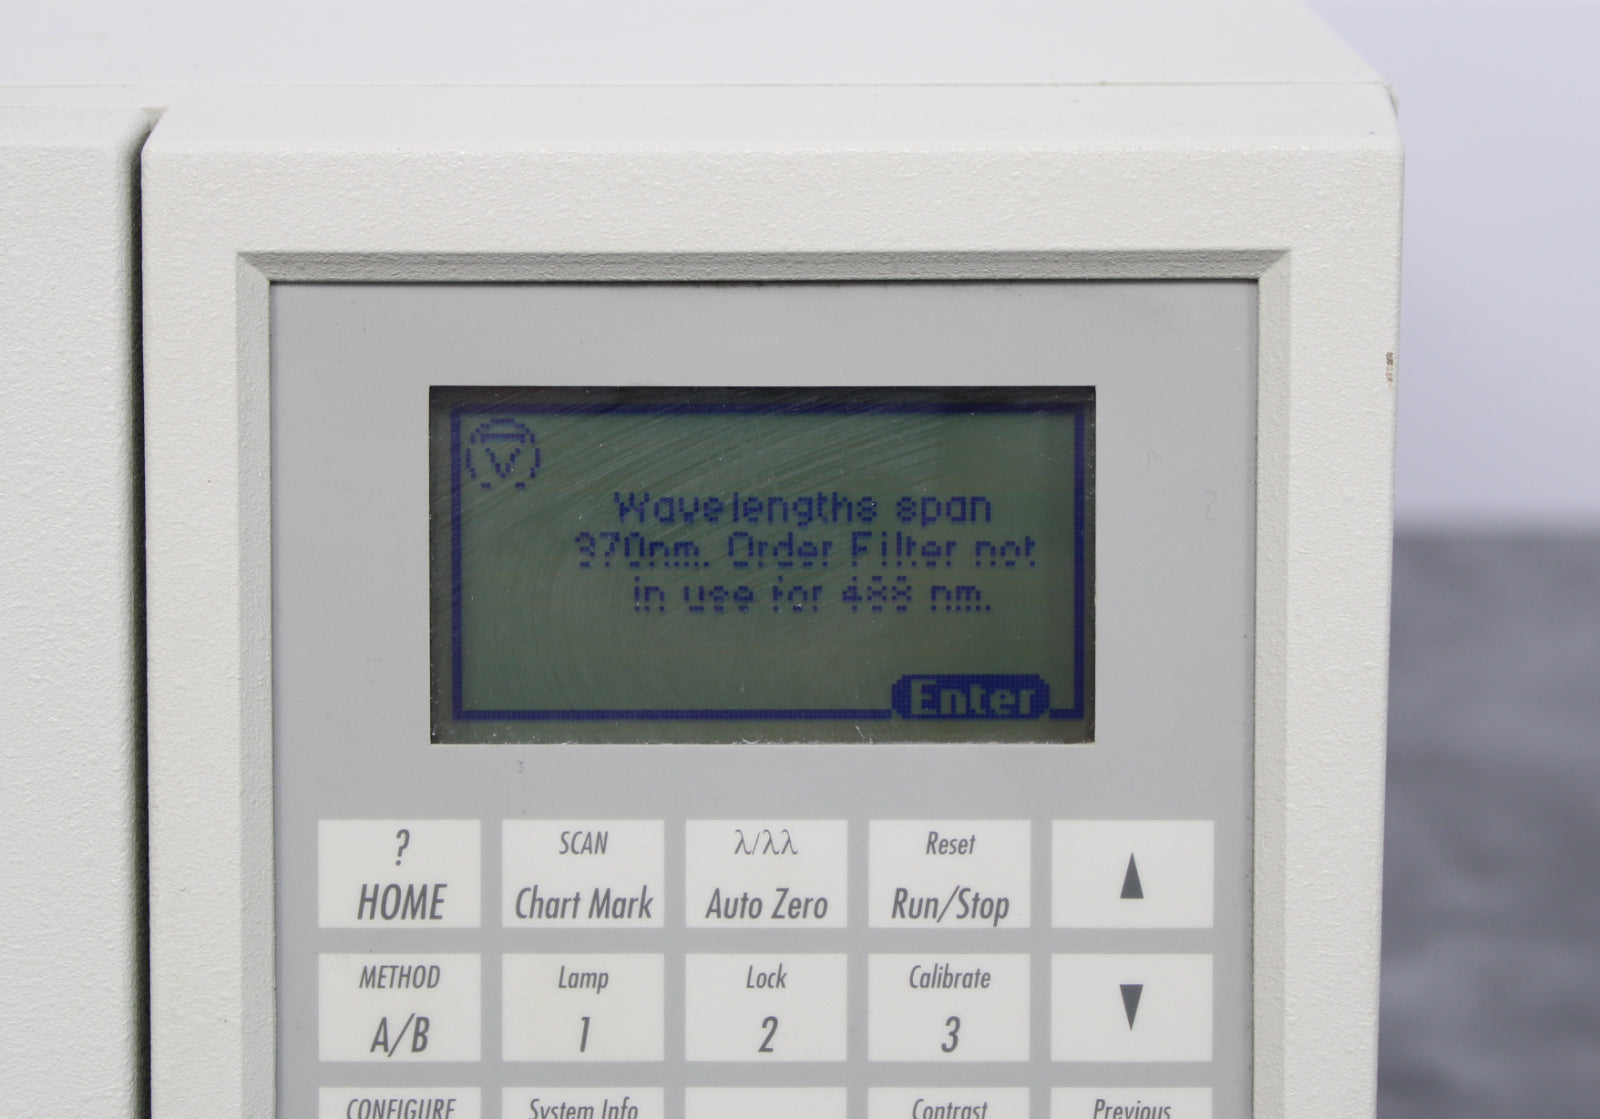 Wavelengths span
370nm. Order Filter not
in use for 488 nm.
Enter
? SCAN λ/λλ Reset
HOME Chart Mark Auto Zero Run/Stop ▲
METHOD Lamp Lock Calibrate
A/B 1 2 3 ▼
CONFIGURE System Info Contrast Previous